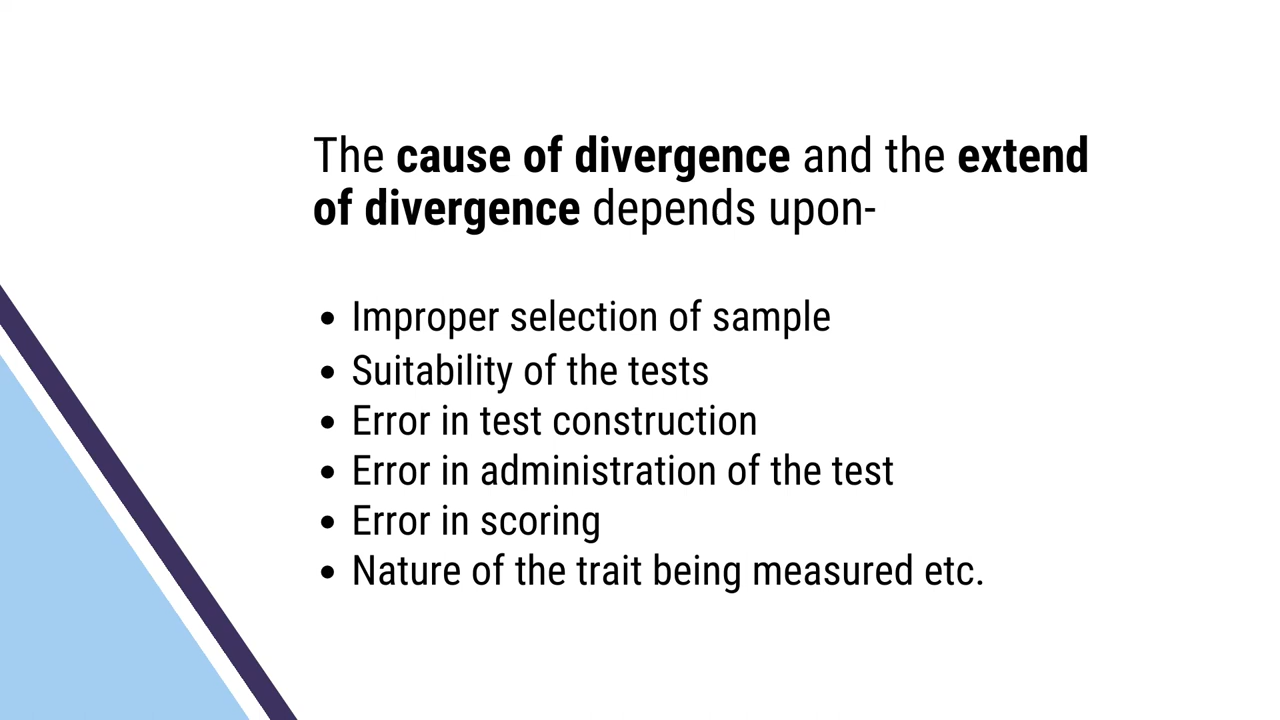 The cause of divergence and the extend
of divergence depends upon-
• Improper selection of sample
• Suitability of the tests
• Error in test construction
• Error in administration of the test
• Error in scoring
• Nature of the trait being measured etc.